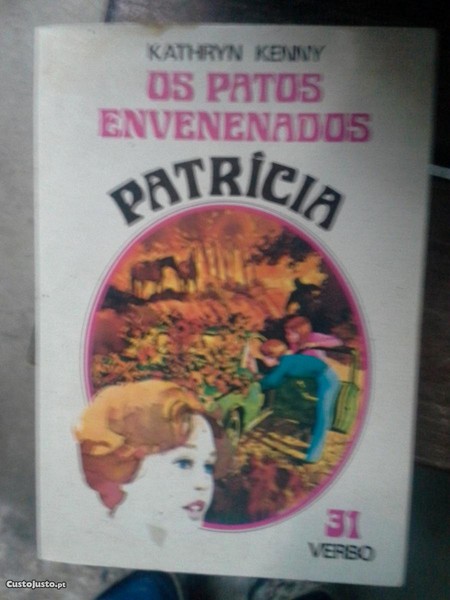 KATHRYN KENNY
OS PATOS
ENVENENADOS
PATRÍCIA
31
VERBO
CustoJusto.pt